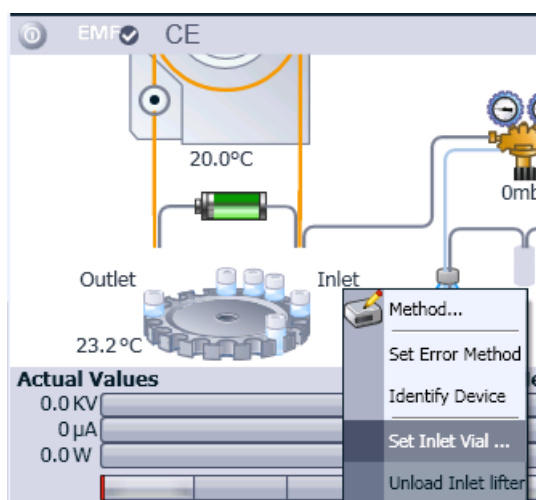 EMF CE
20.0°C
0mb
Outlet
Inlet
23.2°C
Method...
Set Error Method
Identify Device
Set Inlet Vial ...
Unload Inlet lifter
Actual Values
0.0 KV
0 µA
0.0 W